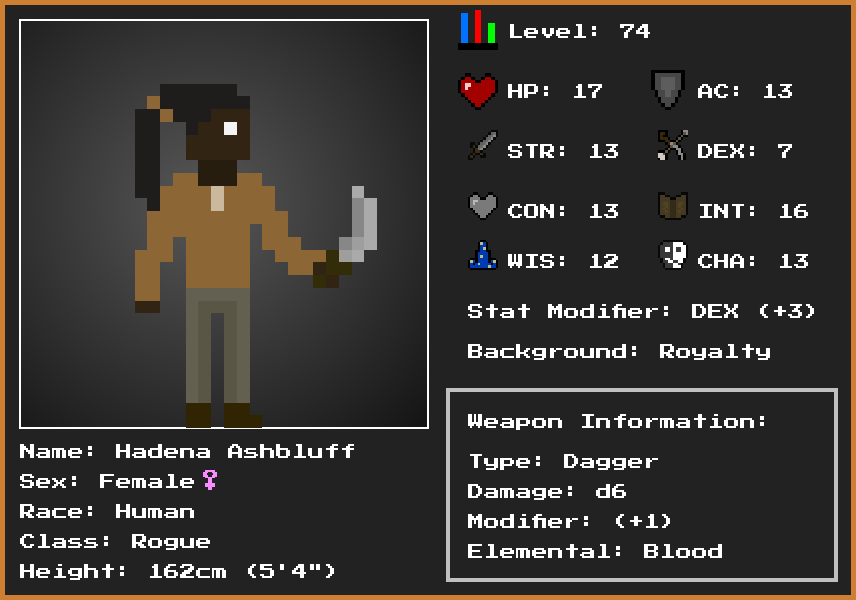 Level: 74
HP: 17
AC: 13
STR: 13
DEX: 7
CON: 13
INT: 16
WIS: 12
CHA: 13
Stat Modifier: DEX (+3)
Background: Royalty
Weapon Information:
Type: Dagger
Damage: d6
Modifier: (+1)
Elemental: Blood
Name: Hadena Ashbluff
Sex: Female♀
Race: Human
Class: Rogue
Height: 162cm (5'4")